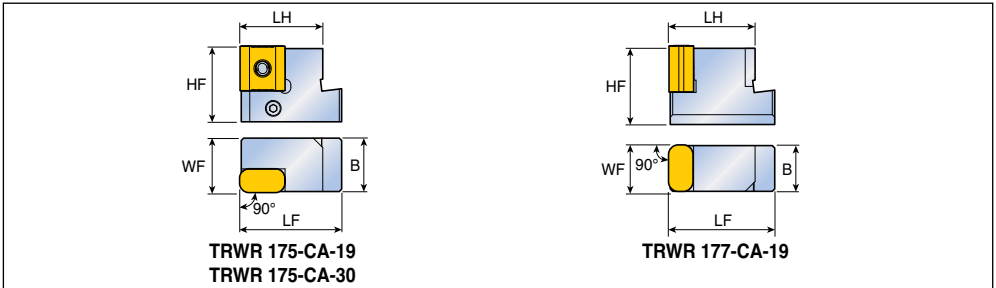 LH
HF
WF
B
90°
LF
TRWR 175-CA-19
TRWR 175-CA-30
LH
HF
WF
90°
B
LF
TRWR 177-CA-19